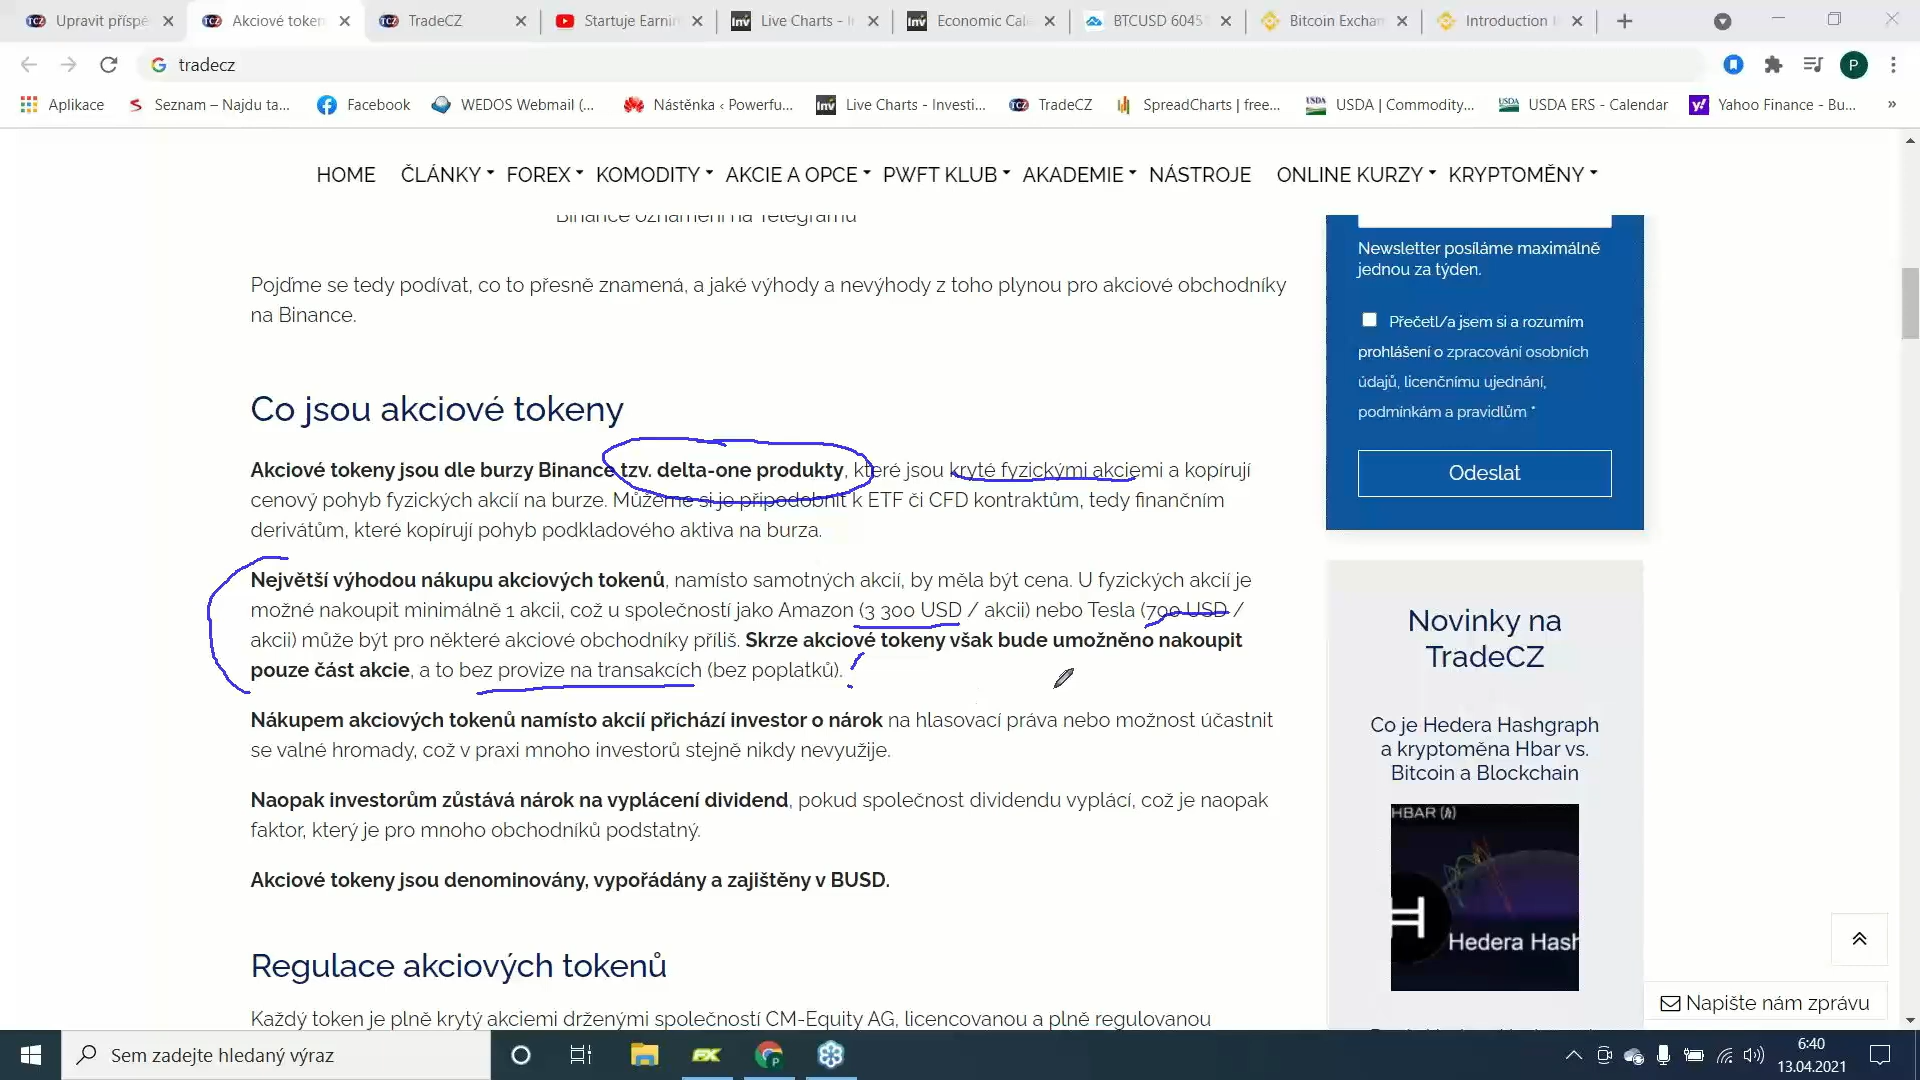 Upravit příspě
Akciové token
TradeCZ
Startuje Earnin
Live Charts - I
Economic Cal
BTCUSD 6045
Bitcoin Exchan
Introduction
tradecz
P
Aplikace
Seznam – Najdu ta...
Facebook
WEDOS Webmail (...
Nástěnka ‹ Powerfu...
Live Charts - Investi...
TradeCZ
SpreadCharts | free...
USDA | Commodity...
USDA ERS - Calendar
Yahoo Finance - Bu...
HOME
ČLÁNKY
FOREX
KOMODITY
AKCIE A OPCE
PWFT KLUB
AKADEMIE
NÁSTROJE
ONLINE KURZY
KRYPTOMĚNY
Binance oznámení na Telegramu
Pojďme se tedy podívat, co to přesně znamená, a jaké výhody a nevýhody z toho plynou pro akciové obchodníky
na Binance.
Co jsou akciové tokeny
Akciové tokeny jsou dle burzy Binance tzv. delta-one produkty, které jsou kryté fyzickými akciemi a kopírují
cenový pohyb fyzických akcií na burze. Můžeme si je připodobnit k ETF či CFD kontraktům, tedy finančním
derivátům, které kopírují pohyb podkladového aktiva na burza.
Největší výhodou nákupu akciových tokenů, namísto samotných akcií, by měla být cena. U fyzických akcií je
možné nakoupit minimálně 1 akcii, což u společností jako Amazon (3 300 USD / akcii) nebo Tesla (700 USD /
akcii) může být pro některé akciové obchodníky příliš. Skrze akciové tokeny však bude umožněno nakoupit
pouze část akcie, a to bez provize na transakcích (bez poplatků).
Nákupem akciových tokenů namísto akcií přichází investor o nárok na hlasovací práva nebo možnost účastnit
se valné hromady, což v praxi mnoho investorů stejně nikdy nevyužije.
Naopak investorům zůstává nárok na vyplácení dividend, pokud společnost dividendu vyplácí, což je naopak
faktor, který je pro mnoho obchodníků podstatný.
Akciové tokeny jsou denominovány, vypořádány a zajištěny v BUSD.
Regulace akciových tokenů
Každý token je plně krytý akciemi drženými společností CM-Equity AG, licencovanou a plně regulovanou
Newsletter posíláme maximálně
jednou za týden.
Přečetl/a jsem si a rozumím
prohlášení o zpracování osobních
údajů, licenčnímu ujednání,
podmínkám a pravidlům *
Odeslat
Novinky na
TradeCZ
Co je Hedera Hashgraph
a kryptoměna Hbar vs.
Bitcoin a Blockchain
HBAR (ℏ)
H
Hedera Hash
Napište nám zprávu
Sem zadejte hledaný výraz
6:40
13.04.2021